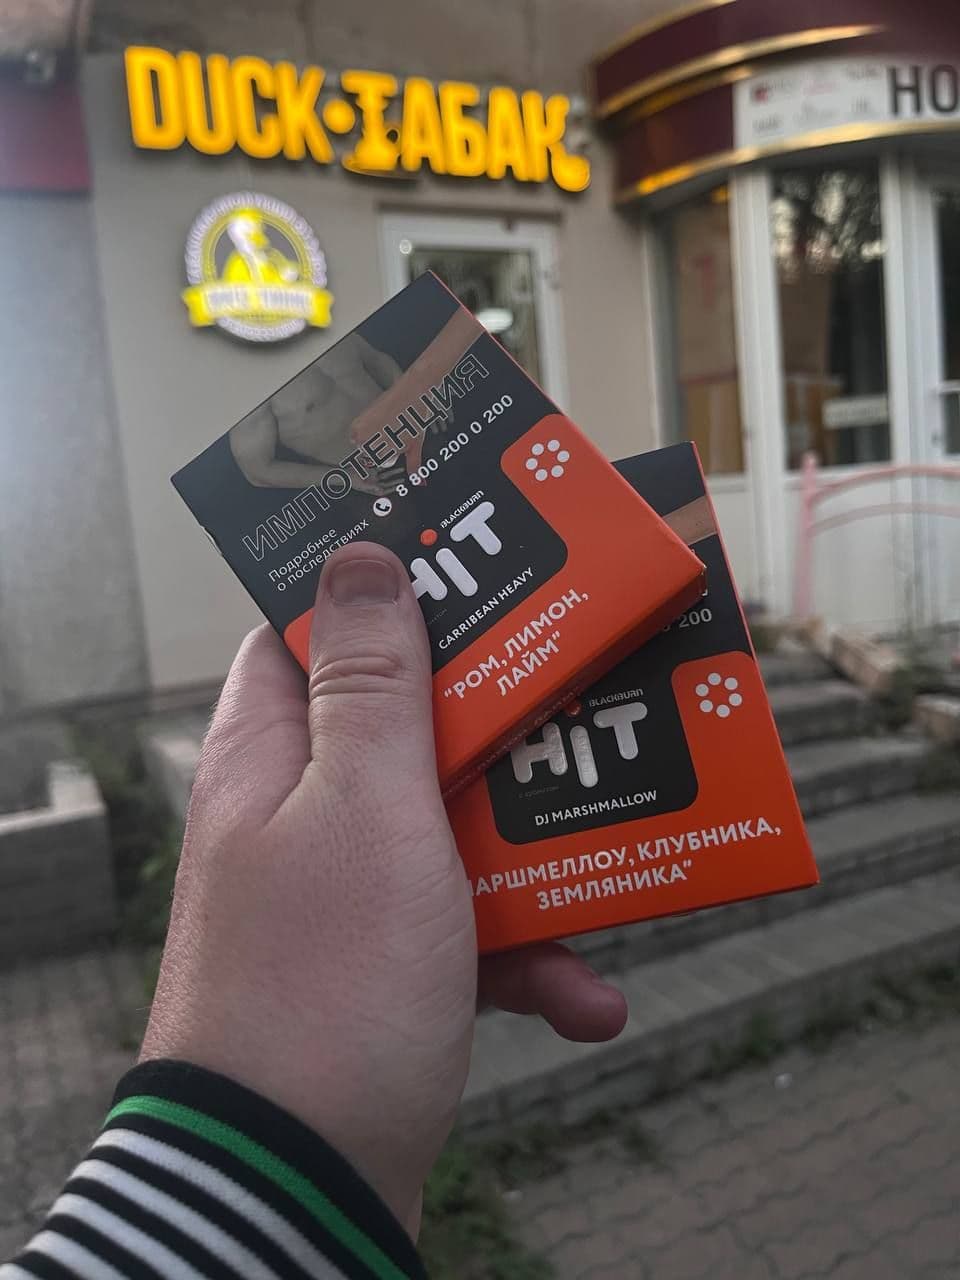 DUCK•ТАБАК
НО
ИМПОТЕНЦИЯ
Подробнее
о последствиях
8 800 200 0 200
BLACKBURN
HiT
CARRIBEAN HEAVY
"РОМ, ЛИМОН,
ЛАЙМ"
200
BLACKBURN
HiT
DJ MARSHMALLOW
АРШМЕЛЛОУ, КЛУБНИКА,
ЗЕМЛЯНИКА"